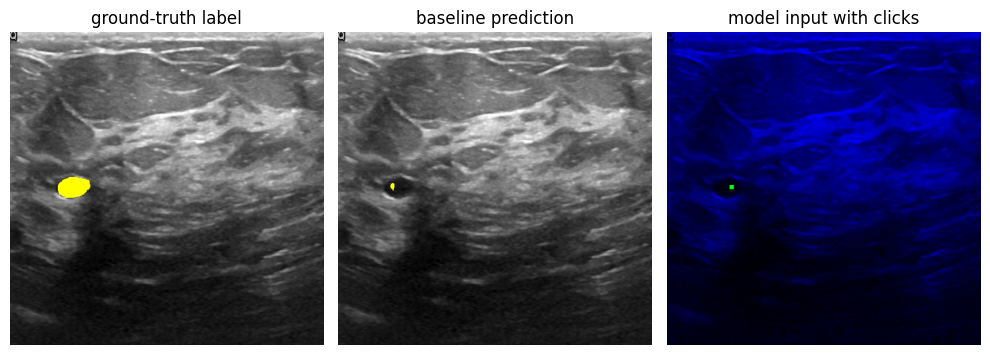 ground-truth label
baseline prediction
model input with clicks